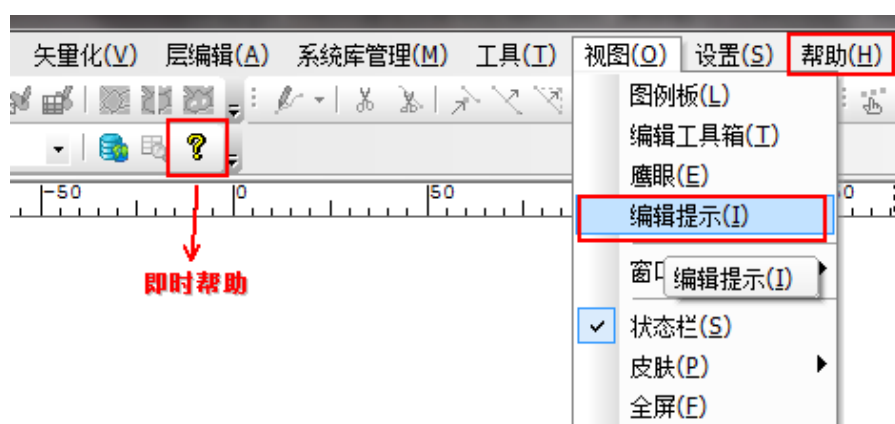 矢量化(V) 层编辑(A) 系统库管理(M) 工具(T) 视图(O) 设置(S) 帮助(H)
图例板(L)
编辑工具箱(T)
鹰眼(E)
-50 0 50
编辑提示(I)
即时帮助
编辑提示(I)
状态栏(S)
皮肤(P)
全屏(F)